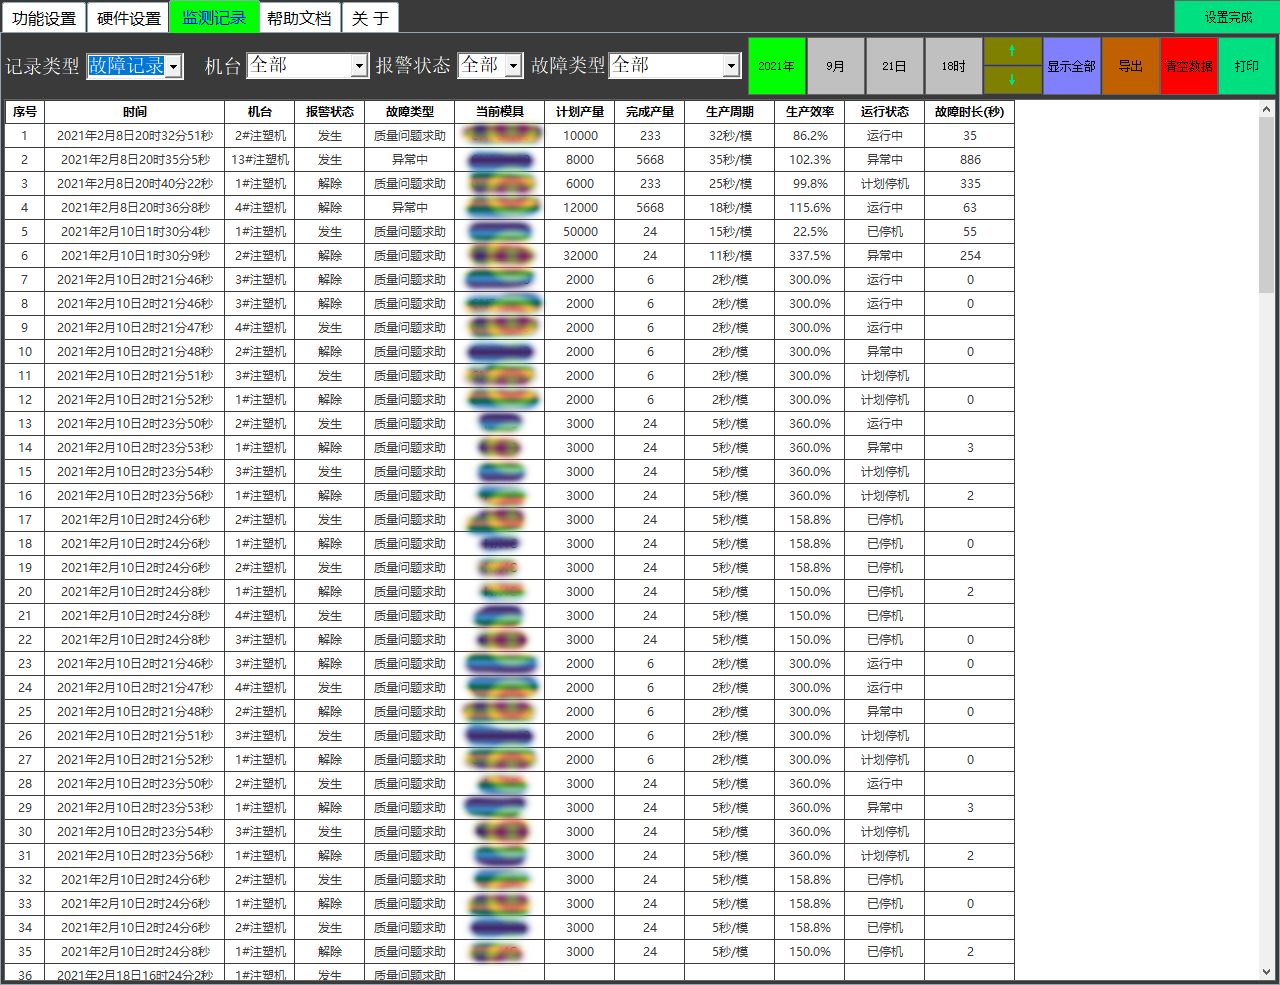 功能设置 硬件设置 监测记录 帮助文档 关 于 设置完成
记录类型 故障记录 机台 全部 报警状态 全部 故障类型 全部 2021年 9月 21日 18时 ↑ ↓ 显示全部 导出 清空数据 打印
序号 时间 机台 报警状态 故障类型 当前模具 计划产量 完成产量 生产周期 生产效率 运行状态 故障时长(秒)
1 2021年2月8日20时32分51秒 2#注塑机 发生 质量问题求助 10000 233 32秒/模 86.2% 运行中 35
2 2021年2月8日20时35分5秒 13#注塑机 发生 异常中 8000 5668 35秒/模 102.3% 异常中 886
3 2021年2月8日20时40分22秒 1#注塑机 解除 质量问题求助 6000 233 25秒/模 99.8% 计划停机 335
4 2021年2月8日20时36分8秒 4#注塑机 解除 异常中 12000 5668 18秒/模 115.6% 运行中 63
5 2021年2月10日1时30分4秒 1#注塑机 发生 质量问题求助 50000 24 15秒/模 22.5% 已停机 55
6 2021年2月10日1时30分9秒 2#注塑机 解除 质量问题求助 32000 24 11秒/模 337.5% 异常中 254
7 2021年2月10日2时21分46秒 3#注塑机 解除 质量问题求助 2000 6 2秒/模 300.0% 运行中 0
8 2021年2月10日2时21分46秒 3#注塑机 解除 质量问题求助 2000 6 2秒/模 300.0% 运行中 0
9 2021年2月10日2时21分47秒 4#注塑机 发生 质量问题求助 2000 6 2秒/模 300.0% 运行中
10 2021年2月10日2时21分48秒 2#注塑机 解除 质量问题求助 2000 6 2秒/模 300.0% 异常中 0
11 2021年2月10日2时21分51秒 3#注塑机 发生 质量问题求助 2000 6 2秒/模 300.0% 计划停机
12 2021年2月10日2时21分52秒 1#注塑机 解除 质量问题求助 2000 6 2秒/模 300.0% 计划停机 0
13 2021年2月10日2时23分50秒 2#注塑机 发生 质量问题求助 3000 24 5秒/模 360.0% 运行中
14 2021年2月10日2时23分53秒 1#注塑机 解除 质量问题求助 3000 24 5秒/模 360.0% 异常中 3
15 2021年2月10日2时23分54秒 3#注塑机 发生 质量问题求助 3000 24 5秒/模 360.0% 计划停机
16 2021年2月10日2时23分56秒 1#注塑机 解除 质量问题求助 3000 24 5秒/模 360.0% 计划停机 2
17 2021年2月10日2时24分6秒 2#注塑机 发生 质量问题求助 3000 24 5秒/模 158.8% 已停机
18 2021年2月10日2时24分6秒 1#注塑机 解除 质量问题求助 3000 24 5秒/模 158.8% 已停机 0
19 2021年2月10日2时24分6秒 2#注塑机 发生 质量问题求助 3000 24 5秒/模 158.8% 已停机
20 2021年2月10日2时24分8秒 1#注塑机 解除 质量问题求助 3000 24 5秒/模 150.0% 已停机 2
21 2021年2月10日2时24分8秒 4#注塑机 发生 质量问题求助 3000 24 5秒/模 150.0% 已停机
22 2021年2月10日2时24分8秒 3#注塑机 解除 质量问题求助 3000 24 5秒/模 150.0% 已停机 0
23 2021年2月10日2时21分46秒 3#注塑机 解除 质量问题求助 2000 6 2秒/模 300.0% 运行中 0
24 2021年2月10日2时21分47秒 4#注塑机 发生 质量问题求助 2000 6 2秒/模 300.0% 运行中
25 2021年2月10日2时21分48秒 2#注塑机 解除 质量问题求助 2000 6 2秒/模 300.0% 异常中 0
26 2021年2月10日2时21分51秒 3#注塑机 发生 质量问题求助 2000 6 2秒/模 300.0% 计划停机
27 2021年2月10日2时21分52秒 1#注塑机 解除 质量问题求助 2000 6 2秒/模 300.0% 计划停机 0
28 2021年2月10日2时23分50秒 2#注塑机 发生 质量问题求助 3000 24 5秒/模 360.0% 运行中
29 2021年2月10日2时23分53秒 1#注塑机 解除 质量问题求助 3000 24 5秒/模 360.0% 异常中 3
30 2021年2月10日2时23分54秒 3#注塑机 发生 质量问题求助 3000 24 5秒/模 360.0% 计划停机
31 2021年2月10日2时23分56秒 1#注塑机 解除 质量问题求助 3000 24 5秒/模 360.0% 计划停机 2
32 2021年2月10日2时24分6秒 2#注塑机 发生 质量问题求助 3000 24 5秒/模 158.8% 已停机
33 2021年2月10日2时24分6秒 1#注塑机 解除 质量问题求助 3000 24 5秒/模 158.8% 已停机 0
34 2021年2月10日2时24分6秒 2#注塑机 发生 质量问题求助 3000 24 5秒/模 158.8% 已停机
35 2021年2月10日2时24分8秒 1#注塑机 解除 质量问题求助 3000 24 5秒/模 150.0% 已停机 2
36 2021年2月18日16时24分2秒 1#注塑机 发生 质量问题求助